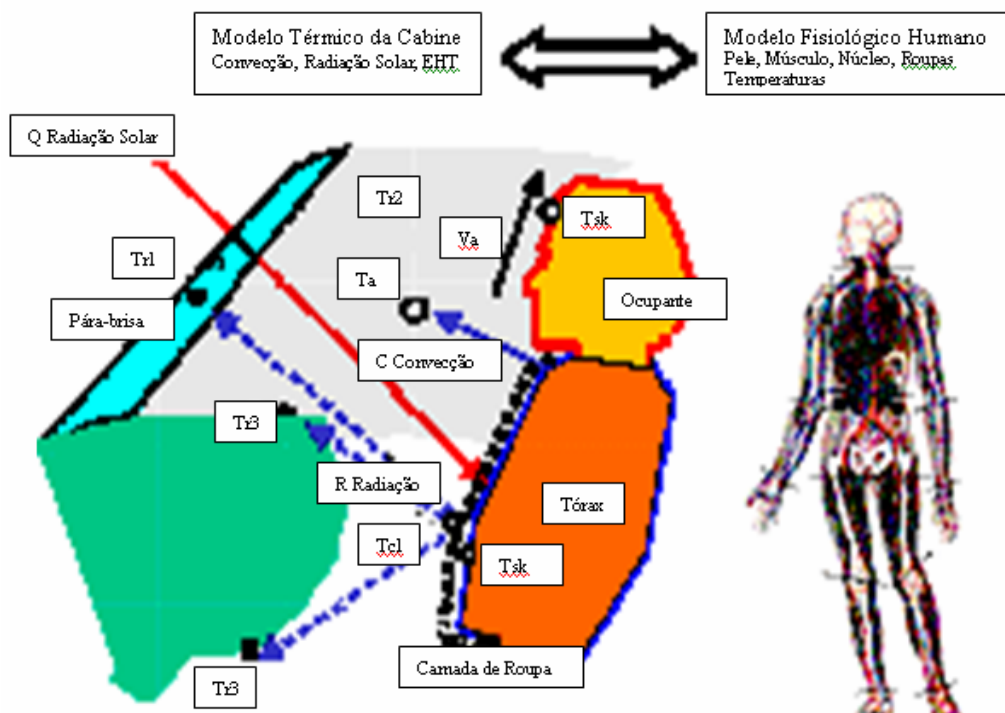 Modelo Térmico da Cabine
Convecção, Radiação Solar, EHT
Modelo Fisiológico Humano
Pele, Músculo, Núcleo, Roupas
Temperaturas
Q Radiação Solar
Tr2
Tsk
Va
Tr1
Ta
Ocupante
Pára-brisa
C Convecção
Tr3
R Radiação
Tórax
Tcl
Tsk
Camada de Roupa
Tr3